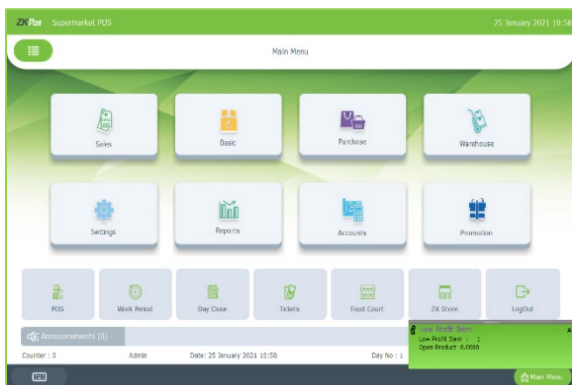 ZKPos Supermarket POS 25 January 2021 10:58
Main Menu
Sales Basic Purchase Warehouse
Settings Reports Accounts Promotion
POS Work Period Day Close Tickets Food Court ZK Store LogOut
Announcements (0)
Low Profit Item x
Low Profit Item : 1
Open Product 0.0000
Counter : 0 Admin Date: 25 January 2021 10:58 Day No : 1
Main Menu